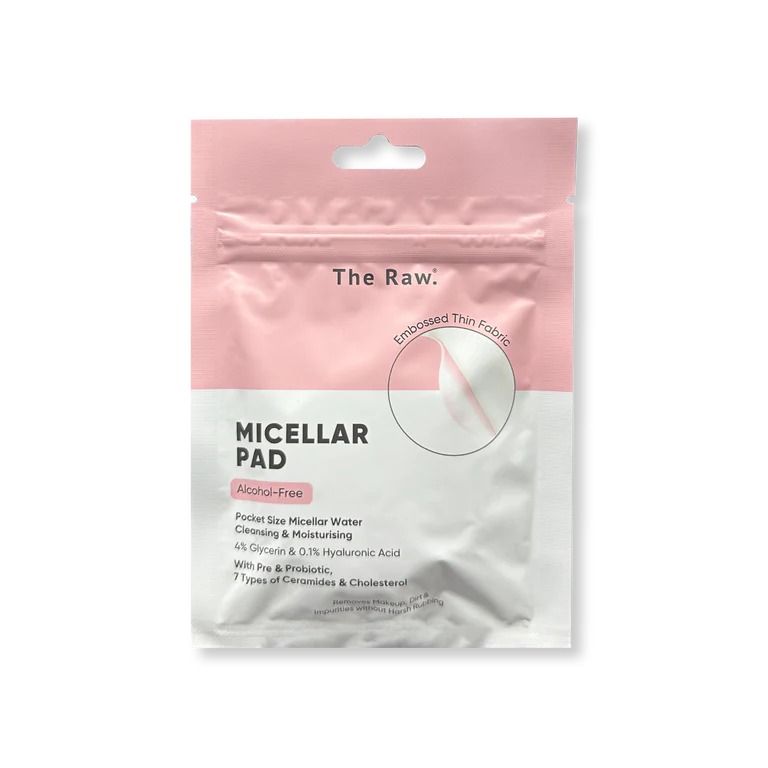 The Raw.®
Embossed Thin Fabric
MICELLAR
PAD
Alcohol-Free
Pocket Size Micellar Water
Cleansing & Moisturising
4% Glycerin & 0.1% Hyaluronic Acid
With Pre & Probiotic,
7 Types of Ceramides & Cholesterol
Removes Makeup, Dirt &
Impurities without Harsh Rubbing